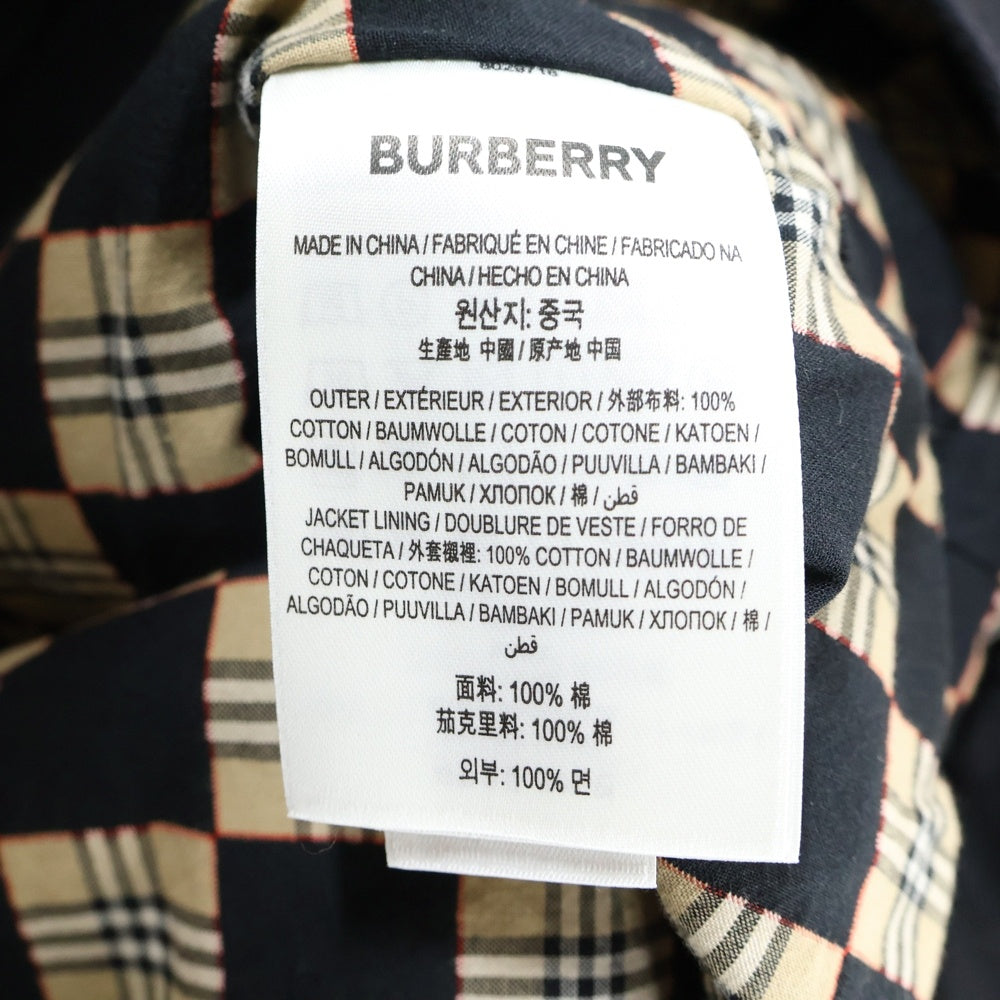 BURBERRY
MADE IN CHINA / FABRIQUÉ EN CHINE / FABRICADO NA
CHINA / HECHO EN CHINA
원산지: 중국
生產地 中國 / 原产地 中国
OUTER / EXTÉRIEUR / EXTERIOR / 外部布料: 100%
COTTON / BAUMWOLLE / COTON / COTONE / KATOEN /
BOMULL / ALGODÓN / ALGODÃO / PUUVILLA / BAMBAKI /
PAMUK / ХЛОПОК / 棉 / قطن
JACKET LINING / DOUBLURE DE VESTE / FORRO DE
CHAQUETA / 外套襯裡: 100% COTTON / BAUMWOLLE /
COTON / COTONE / KATOEN / BOMULL / ALGODÓN /
ALGODÃO / PUUVILLA / BAMBAKI / PAMUK / ХЛОПОК / 棉 /
قطن
面料: 100% 棉
茄克里料: 100% 棉
외부: 100% 면